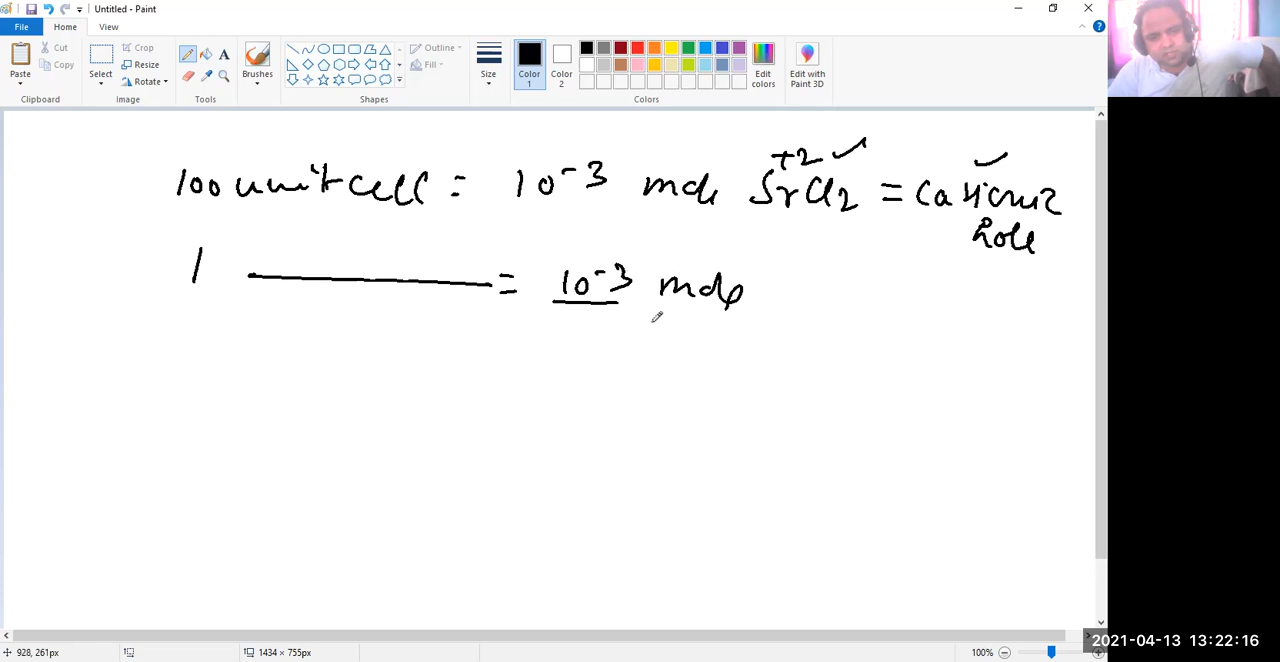 Untitled - Paint
File Home View
Paste
Cut
Copy
Clipboard
Select
Crop
Resize
Rotate
Image
A
Tools
Brushes
Shapes
Outline
Fill
Size
Color 1
Color 2
Edit colors
Colors
Edit with Paint 3D
+2
100 unit cell = 10-3 mole SrCl2 =
hole
1 = 10-3 mole
928, 261px
1434 × 755px
100%
2021-04-13 13:22:16